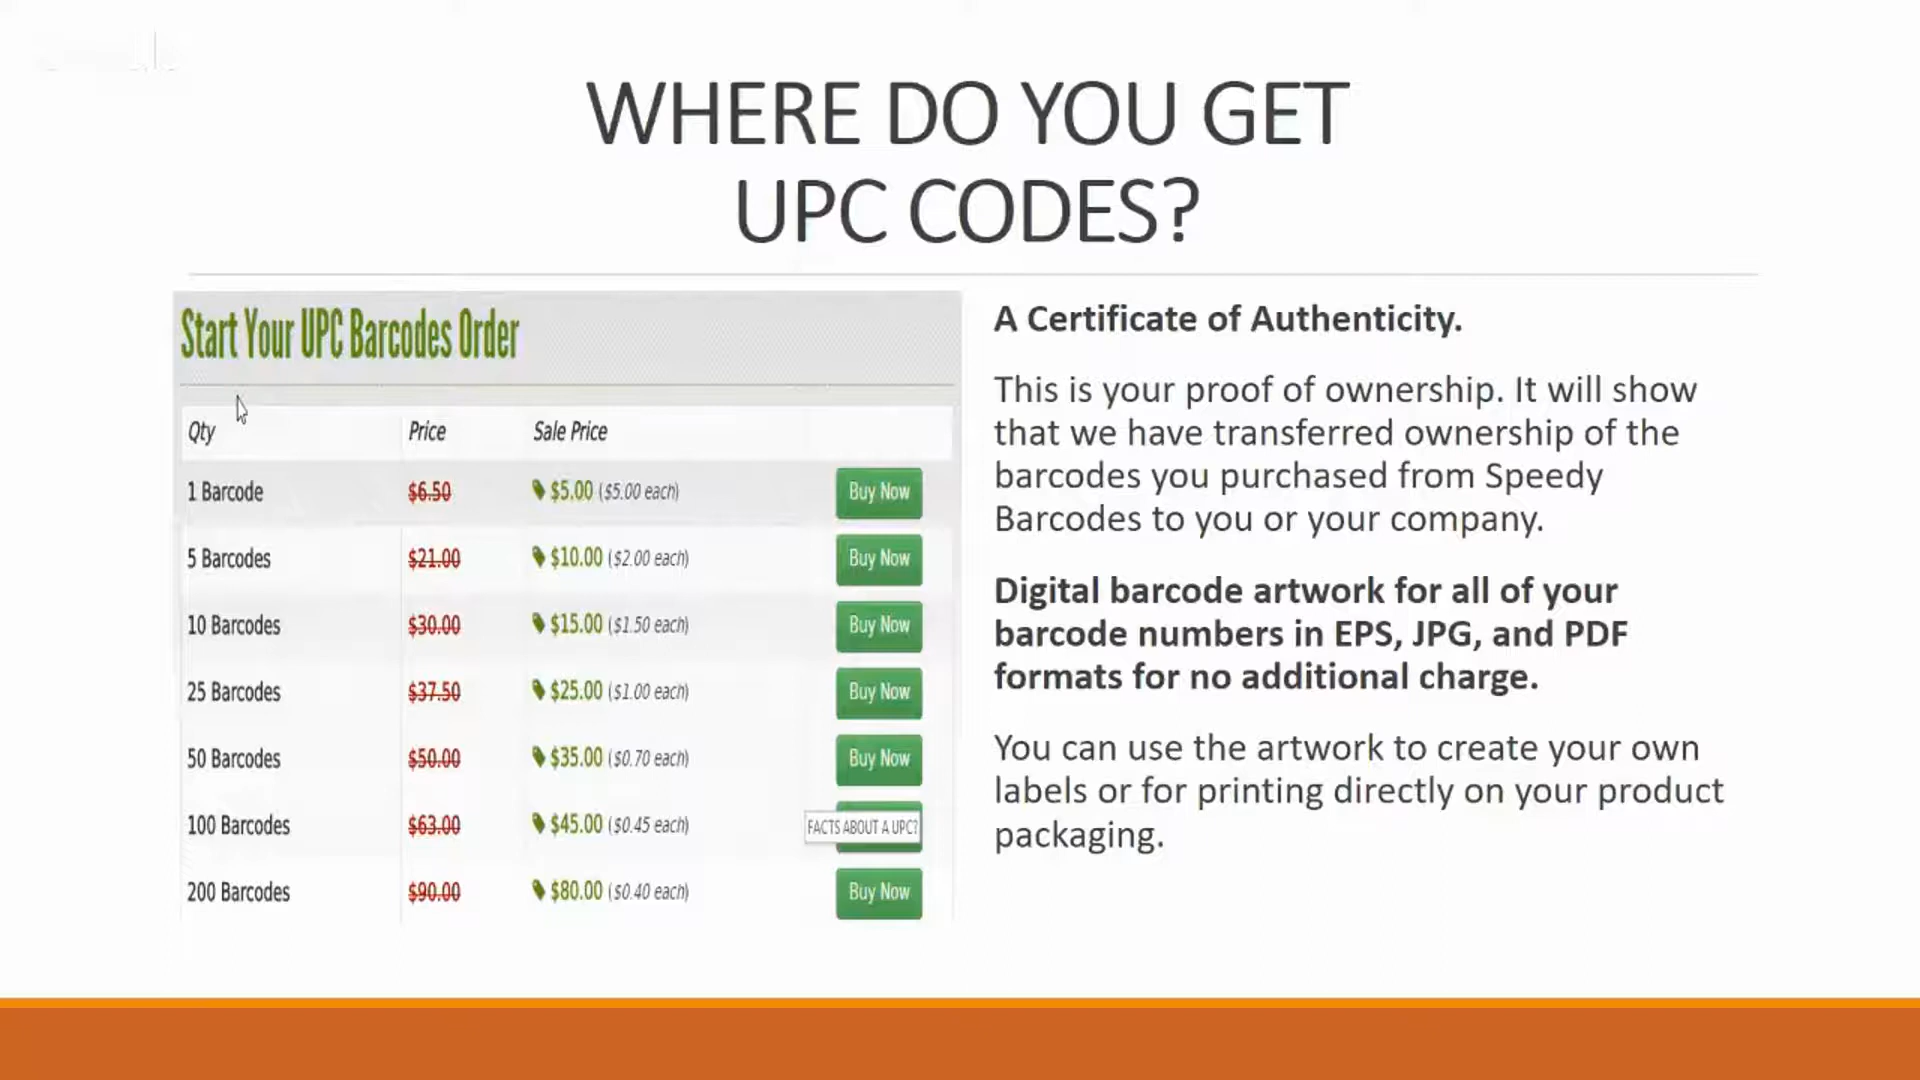 WHERE DO YOU GET
UPC CODES?
Start Your UPC Barcodes Order
Qty Price Sale Price
1 Barcode $6.50 $5.00 ($5.00 each) Buy Now
5 Barcodes $21.00 $10.00 ($2.00 each) Buy Now
10 Barcodes $30.00 $15.00 ($1.50 each) Buy Now
25 Barcodes $37.50 $25.00 ($1.00 each) Buy Now
50 Barcodes $50.00 $35.00 ($0.70 each) Buy Now
100 Barcodes $63.00 $45.00 ($0.45 each) FACTS ABOUT A UPC?
200 Barcodes $90.00 $80.00 ($0.40 each) Buy Now
A Certificate of Authenticity.
This is your proof of ownership. It will show
that we have transferred ownership of the
barcodes you purchased from Speedy
Barcodes to you or your company.
Digital barcode artwork for all of your
barcode numbers in EPS, JPG, and PDF
formats for no additional charge.
You can use the artwork to create your own
labels or for printing directly on your product
packaging.